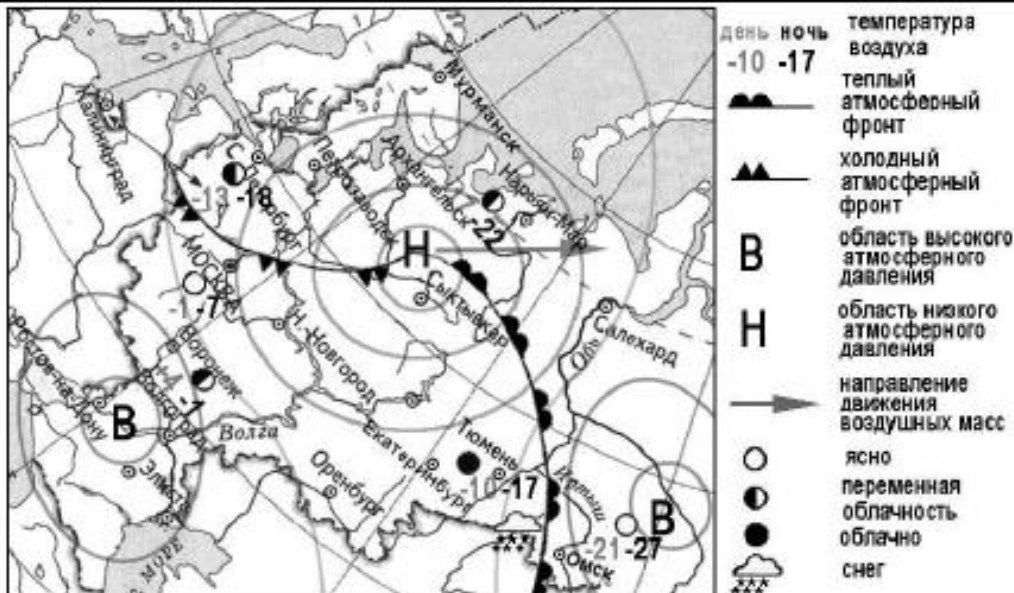 Мурманск
Калининград
С.-Петербург
Петрозаводск
Архангельск
Нарьян-Мар
-13 -18
-22
Н
МОСКВА
-1 -7
Сыктывкар
Салехард
Обь
Воронеж
Н. Новгород
+4 -1
Ростов-на-Дону
В
Волгоград
Волга
Элиста
Екатеринбург
Тюмень
Оренбург
-10 -17
Иртыш
В
-21 -27
Омск
МОРЕ
день ночь
-10 -17
температура
воздуха
теплый
атмосферный
фронт
холодный
атмосферный
фронт
В
область высокого
атмосферного
давления
Н
область низкого
атмосферного
давления
направление
движения
воздушных масс
ясно
переменная
облачность
облачно
снег